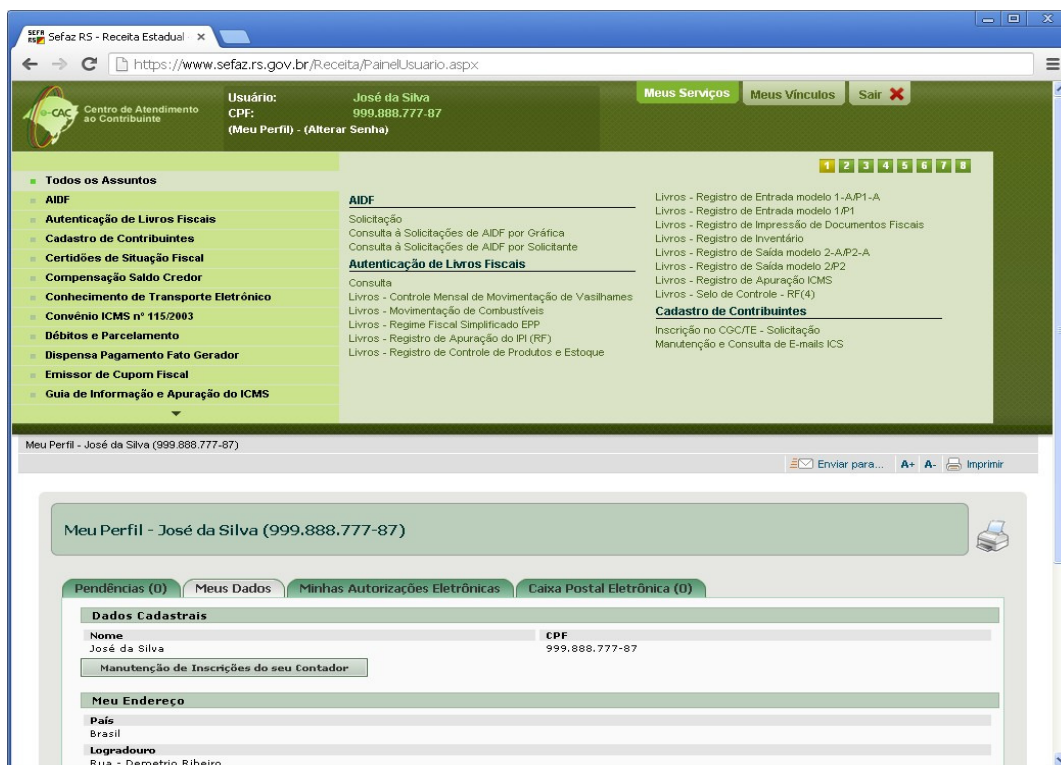 SEFA RS
Sefaz RS - Receita Estadual
https://www.sefaz.rs.gov.br/Receita/PainelUsuario.aspx
e-CAC
Centro de Atendimento
ao Contribuinte
Usuário: José da Silva
CPF: 999.888.777-87
(Meu Perfil) - (Alterar Senha)
Meus Serviços
Meus Vínculos
Sair
1 2 3 4 5 6 7 8
Todos os Assuntos
AIDF
Autenticação de Livros Fiscais
Cadastro de Contribuintes
Certidões de Situação Fiscal
Compensação Saldo Credor
Conhecimento de Transporte Eletrônico
Convênio ICMS nº 115/2003
Débitos e Parcelamento
Dispensa Pagamento Fato Gerador
Emissor de Cupom Fiscal
Guia de Informação e Apuração do ICMS
AIDF
Solicitação
Consulta à Solicitações de AIDF por Gráfica
Consulta à Solicitações de AIDF por Solicitante
Autenticação de Livros Fiscais
Consulta
Livros - Controle Mensal de Movimentação de Vasilhames
Livros - Movimentação de Combustíveis
Livros - Regime Fiscal Simplificado EPP
Livros - Registro de Apuração do IPI (RF)
Livros - Registro de Controle de Produtos e Estoque
Livros - Registro de Entrada modelo 1-A/P1-A
Livros - Registro de Entrada modelo 1/P1
Livros - Registro de Impressão de Documentos Fiscais
Livros - Registro de Inventário
Livros - Registro de Saída modelo 2-A/P2-A
Livros - Registro de Saída modelo 2/P2
Livros - Registro de Apuração ICMS
Livros - Selo de Controle - RF(4)
Cadastro de Contribuintes
Inscrição no CGC/TE - Solicitação
Manutenção e Consulta de E-mails ICS
Meu Perfil - José da Silva (999.888.777-87)
Enviar para... A+ A- Imprimir
Meu Perfil - José da Silva (999.888.777-87)
Pendências (0)
Meus Dados
Minhas Autorizações Eletrônicas
Caixa Postal Eletrônica (0)
Dados Cadastrais
Nome CPF
José da Silva 999.888.777-87
Manutenção de Inscrições do seu Contador
Meu Endereço
País
Brasil
Logradouro
Rua - Demetrio Ribeiro